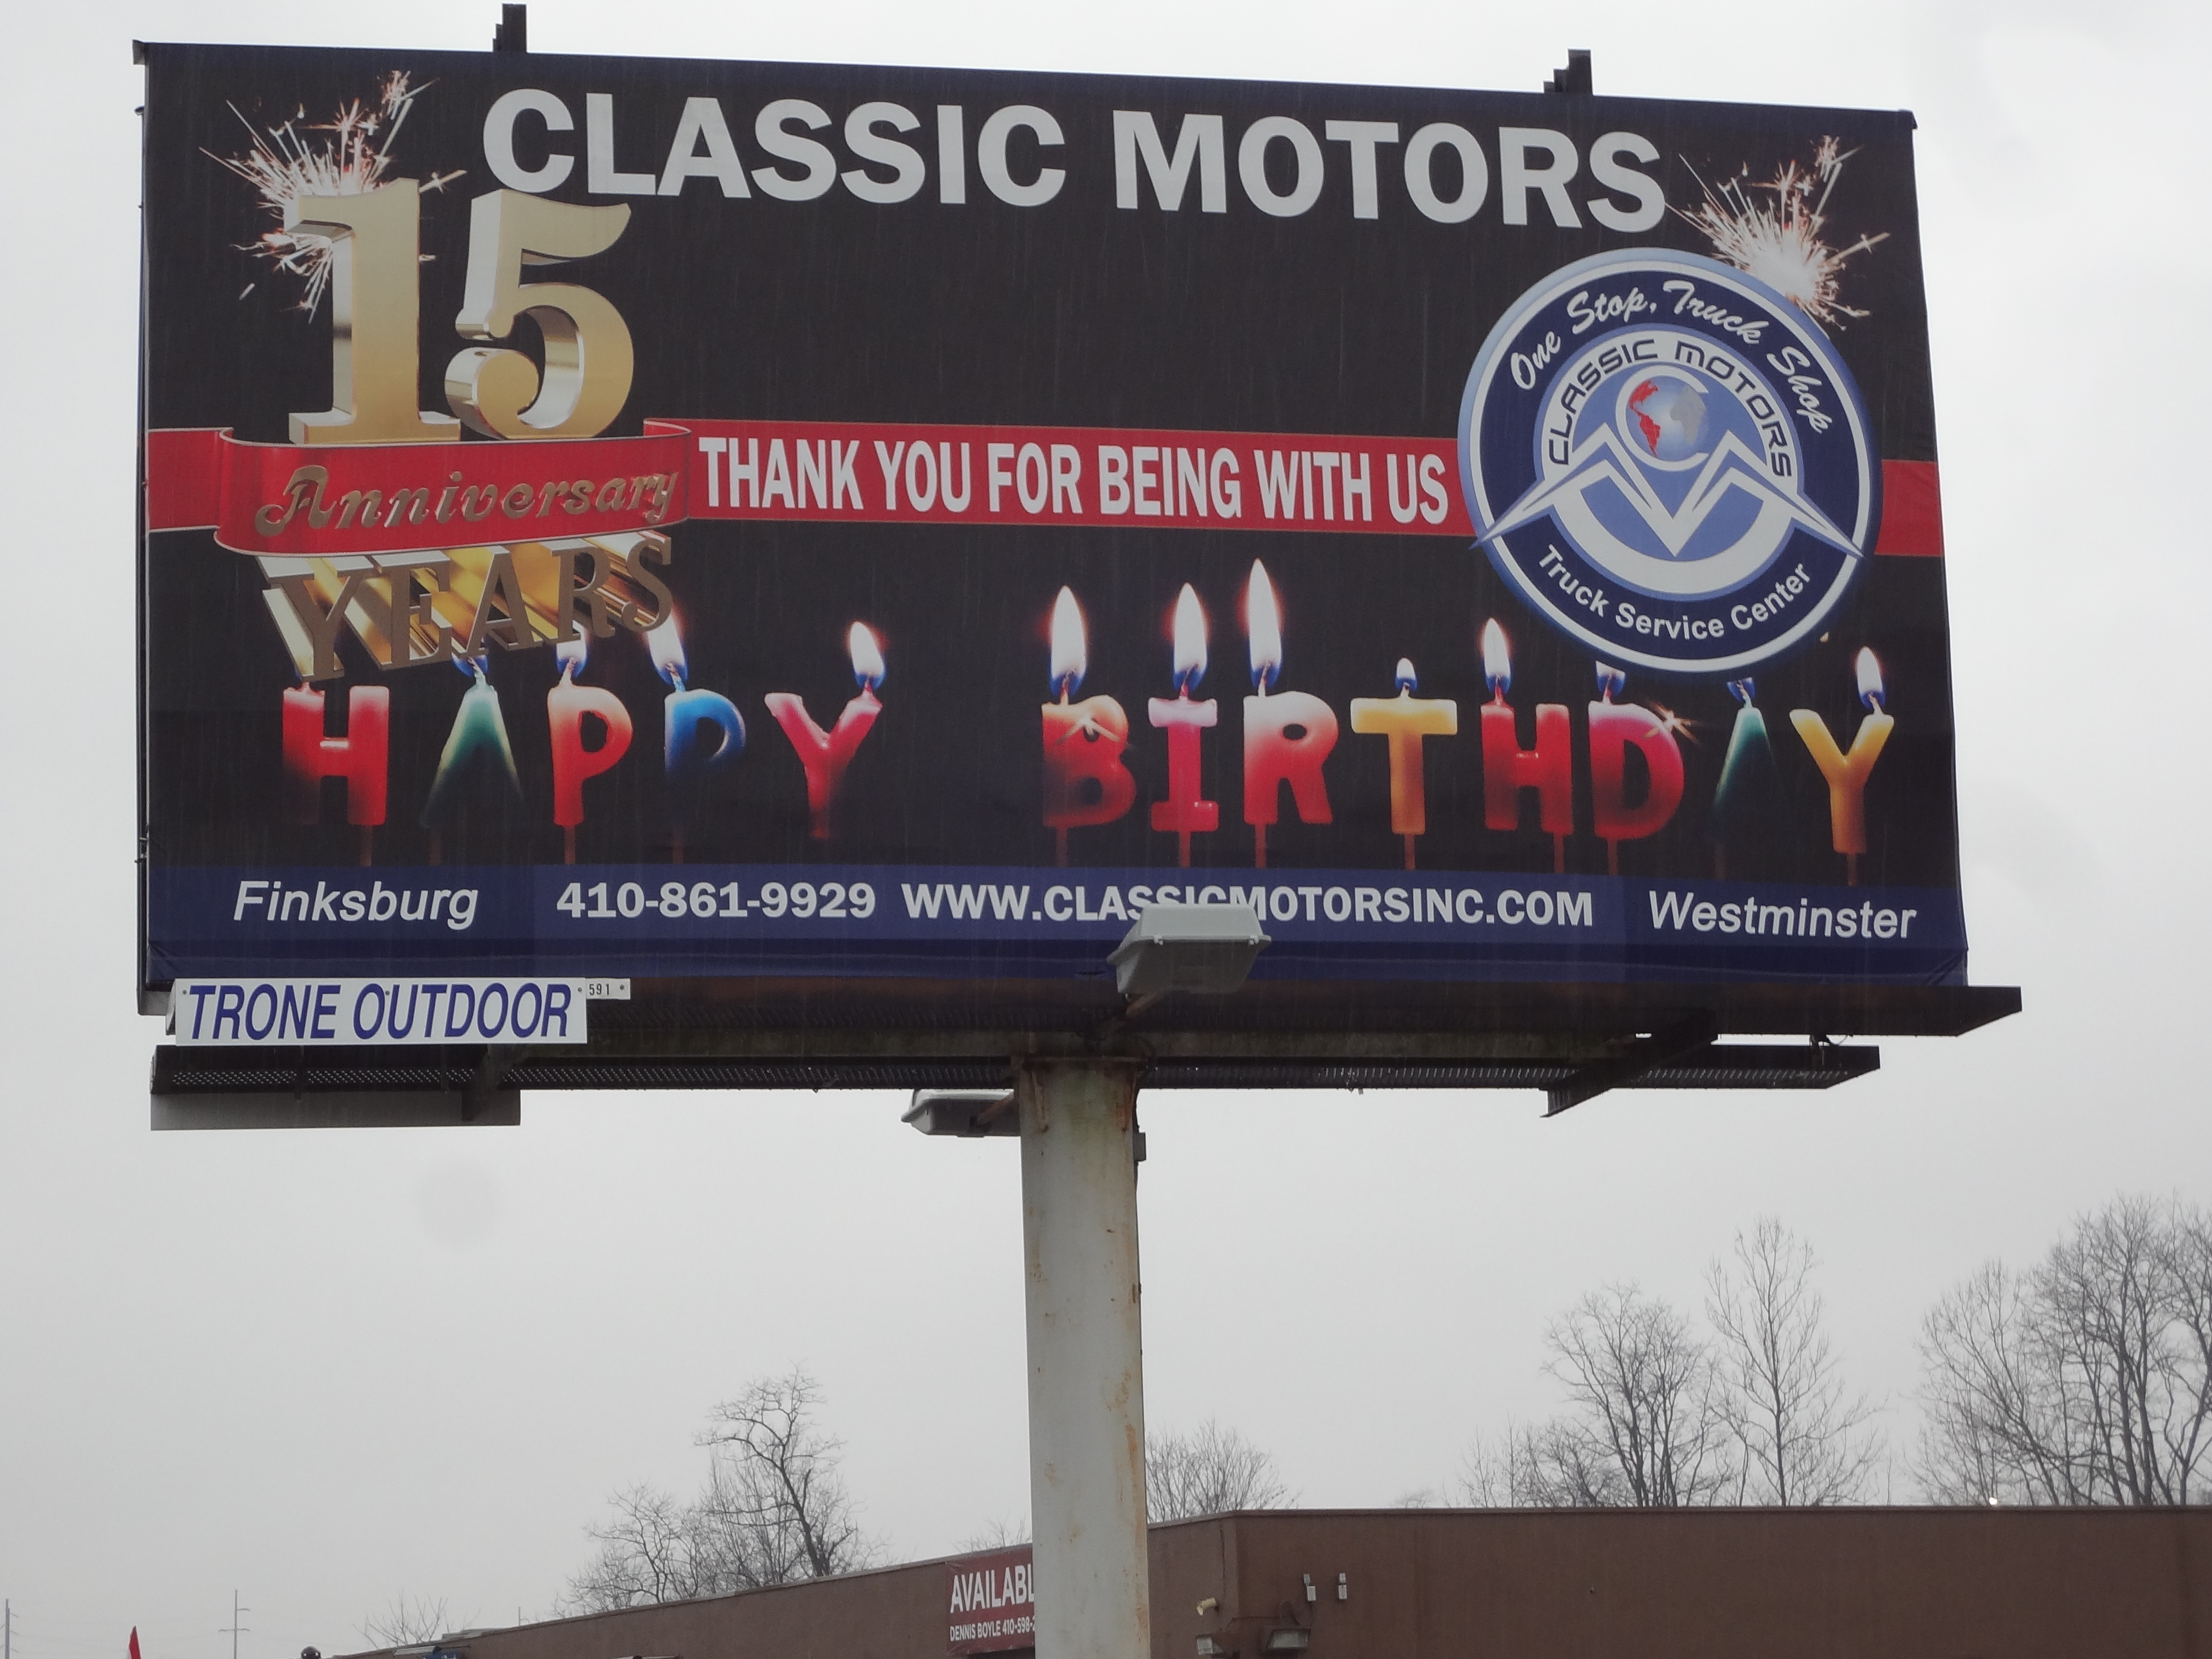 CLASSIC MOTORS
15
Anniversary
YEARS
THANK YOU FOR BEING WITH US
One Stop, Truck Shop
CLASSIC MOTORS
Truck Service Center
HAPPY BIRTHDAY
Finksburg 410-861-9929 WWW.CLASSICMOTORSINC.COM Westminster
TRONE OUTDOOR 591
DENNIS BOYLE